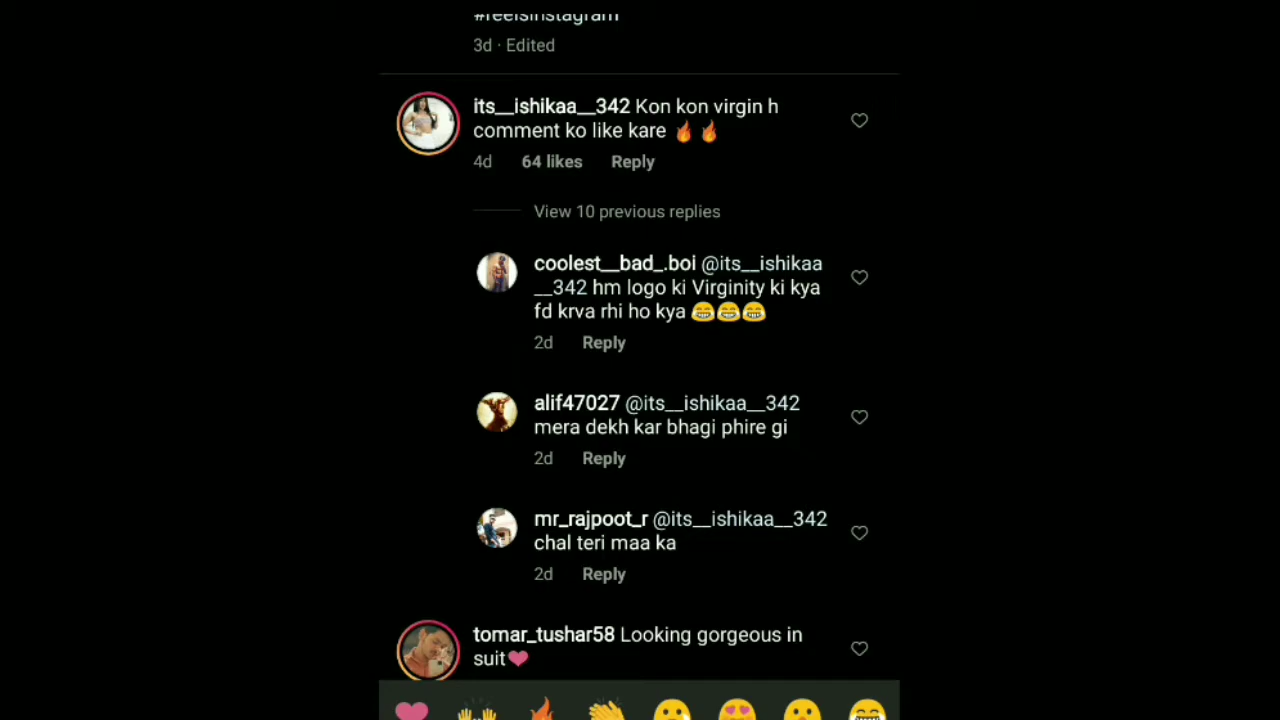 #reelsinstagram
3d · Edited
its__ishikaa__342 Kon kon virgin h
comment ko like kare 🔥🔥
4d 64 likes Reply
View 10 previous replies
coolest__bad_.boi @its__ishikaa
__342 hm logo ki Virginity ki kya
fd krva rhi ho kya 😂😂😂
2d Reply
alif47027 @its__ishikaa__342
mera dekh kar bhagi phire gi
2d Reply
mr_rajpoot_r @its__ishikaa__342
chal teri maa ka
2d Reply
tomar_tushar58 Looking gorgeous in
suit❤️